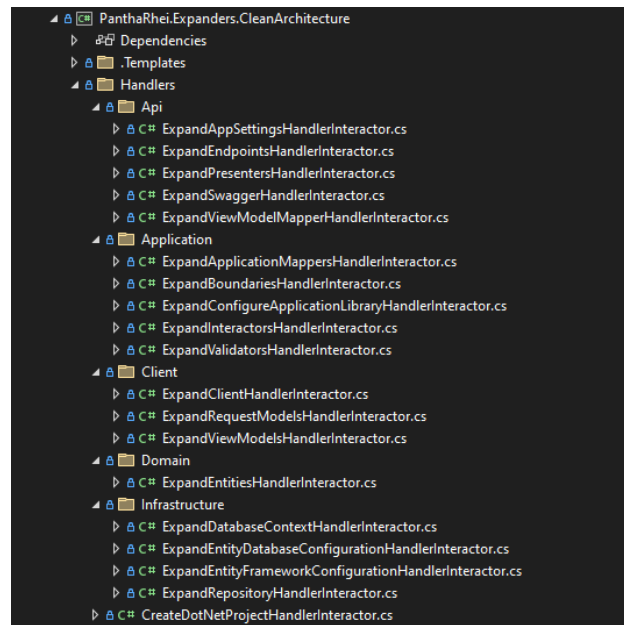 C# PanthaRhei.Expanders.CleanArchitecture
Dependencies
.Templates
Handlers
Api
C# ExpandAppSettingsHandlerInteractor.cs
C# ExpandEndpointsHandlerInteractor.cs
C# ExpandPresentersHandlerInteractor.cs
C# ExpandSwaggerHandlerInteractor.cs
C# ExpandViewModelMapperHandlerInteractor.cs
Application
C# ExpandApplicationMappersHandlerInteractor.cs
C# ExpandBoundariesHandlerInteractor.cs
C# ExpandConfigureApplicationLibraryHandlerInteractor.cs
C# ExpandInteractorsHandlerInteractor.cs
C# ExpandValidatorsHandlerInteractor.cs
Client
C# ExpandClientHandlerInteractor.cs
C# ExpandRequestModelsHandlerInteractor.cs
C# ExpandViewModelsHandlerInteractor.cs
Domain
C# ExpandEntitiesHandlerInteractor.cs
Infrastructure
C# ExpandDatabaseContextHandlerInteractor.cs
C# ExpandEntityDatabaseConfigurationHandlerInteractor.cs
C# ExpandEntityFrameworkConfigurationHandlerInteractor.cs
C# ExpandRepositoryHandlerInteractor.cs
C# CreateDotNetProjectHandlerInteractor.cs